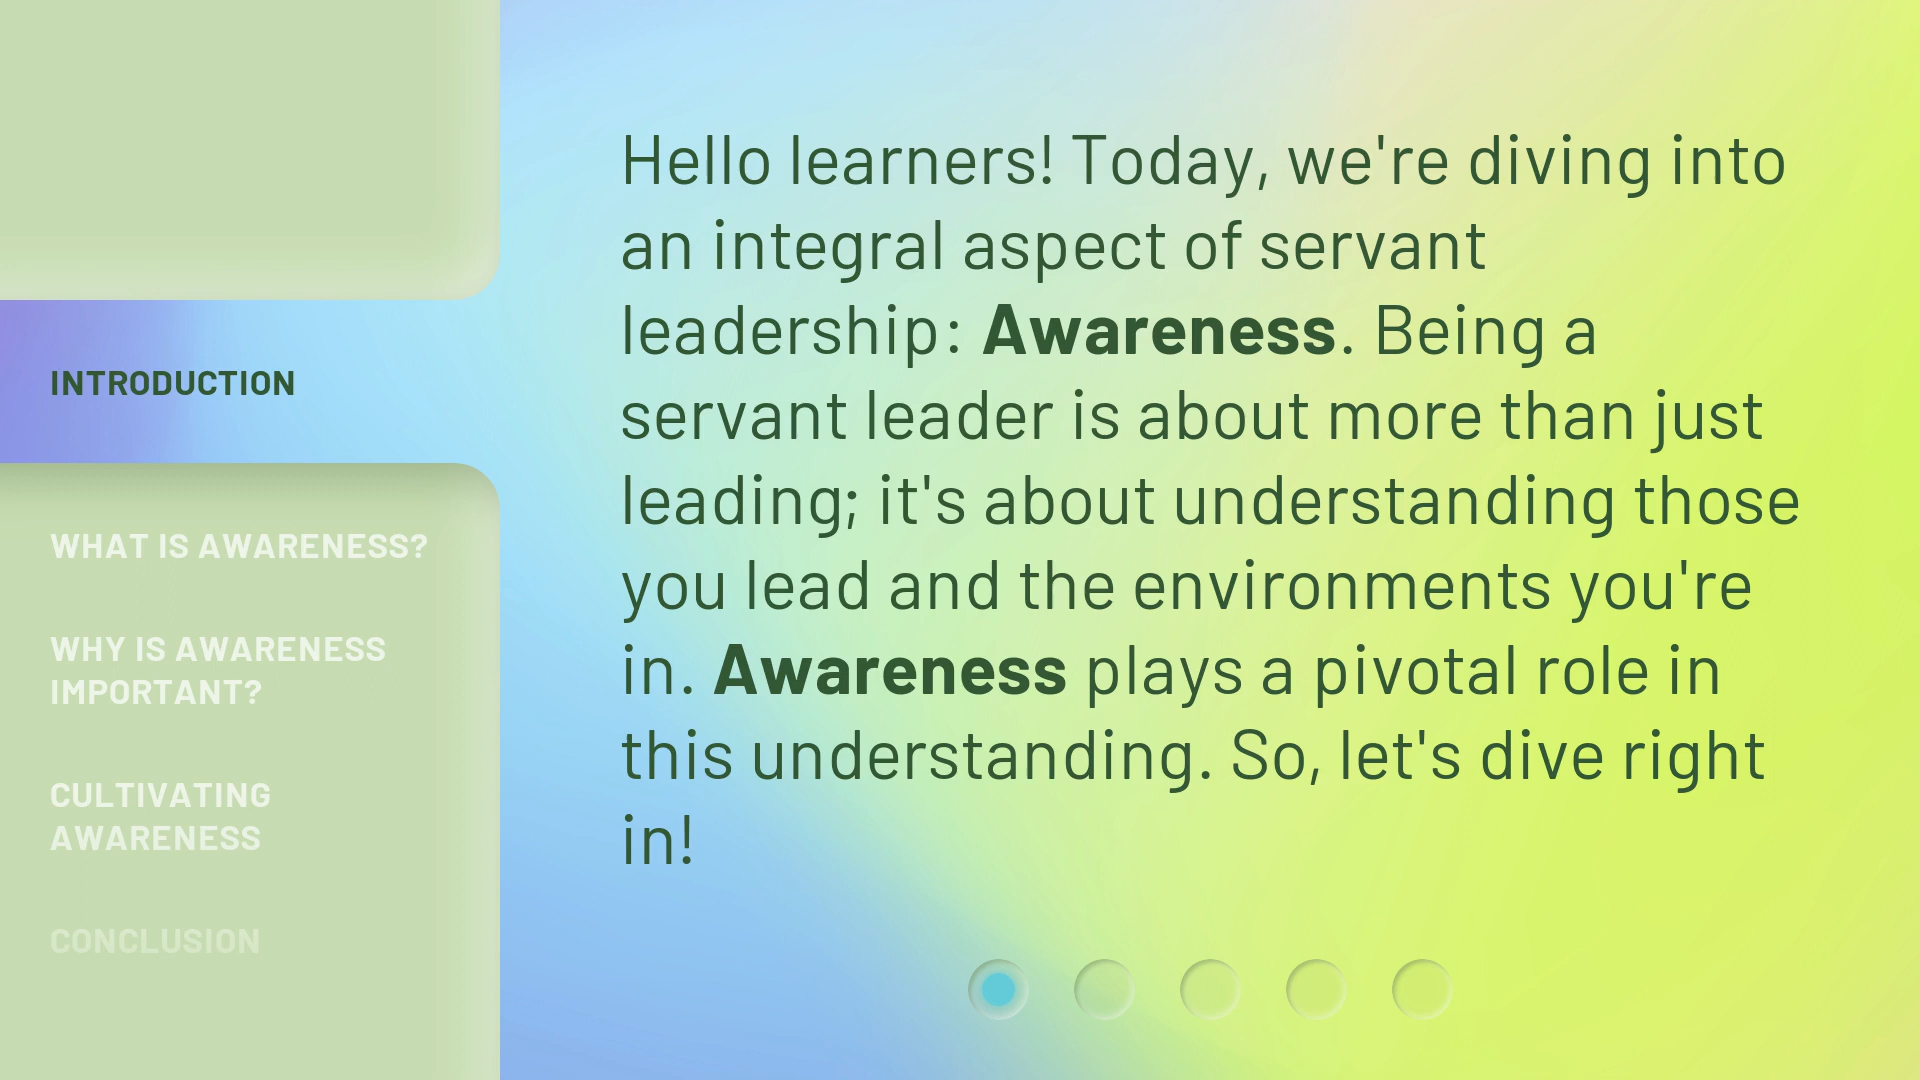 INTRODUCTION
WHAT IS AWARENESS?
WHY IS AWARENESS
IMPORTANT?
CULTIVATING
AWARENESS
CONCLUSION
Hello learners! Today, we're diving into
an integral aspect of servant
leadership: Awareness. Being a
servant leader is about more than just
leading; it's about understanding those
you lead and the environments you're
in. Awareness plays a pivotal role in
this understanding. So, let's dive right
in!